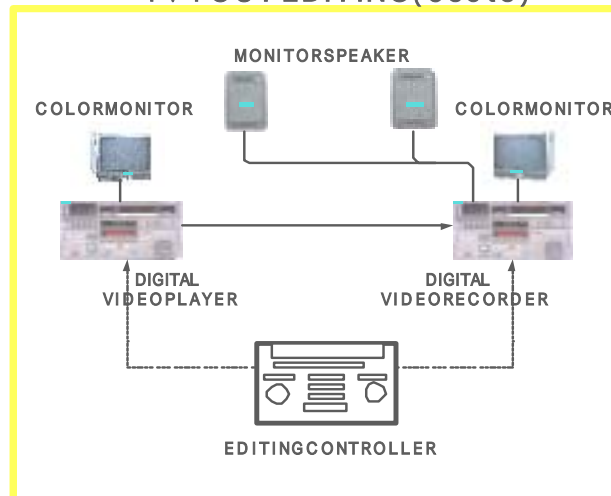 MONITORSPEAKER
COLORMONITOR
COLORMONITOR
DIGITAL
VIDEOPLAYER
DIGITAL
VIDEORECORDER
EDITINGCONTROLLER